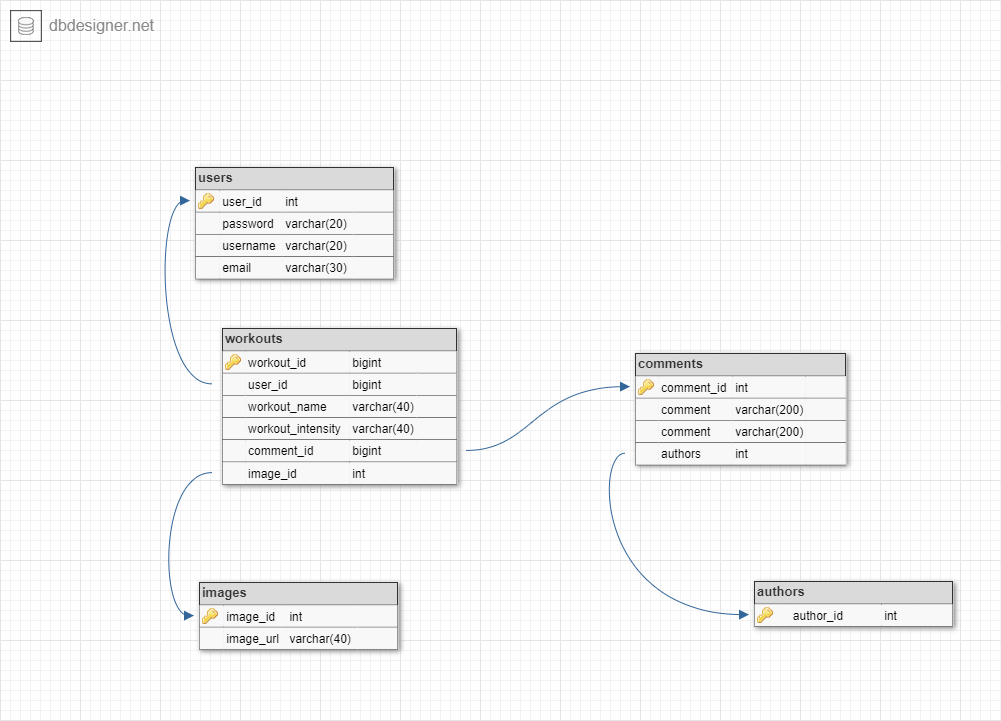 dbdesigner.net
users
user_id int
password varchar(20)
username varchar(20)
email varchar(30)
workouts
workout_id bigint
user_id bigint
workout_name varchar(40)
workout_intensity varchar(40)
comment_id bigint
image_id int
comments
comment_id int
comment varchar(200)
comment varchar(200)
authors int
images
image_id int
image_url varchar(40)
authors
author_id int